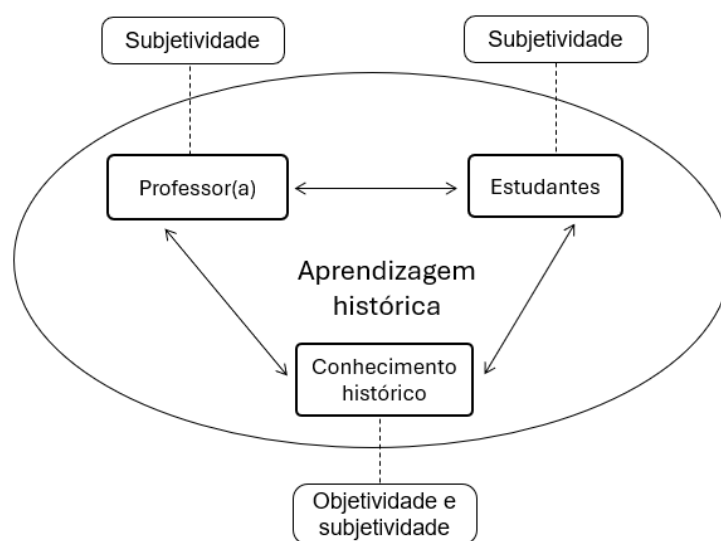 Subjetividade
Subjetividade
Professor(a)
Estudantes
Aprendizagem
histórica
Conhecimento
histórico
Objetividade e
subjetividade